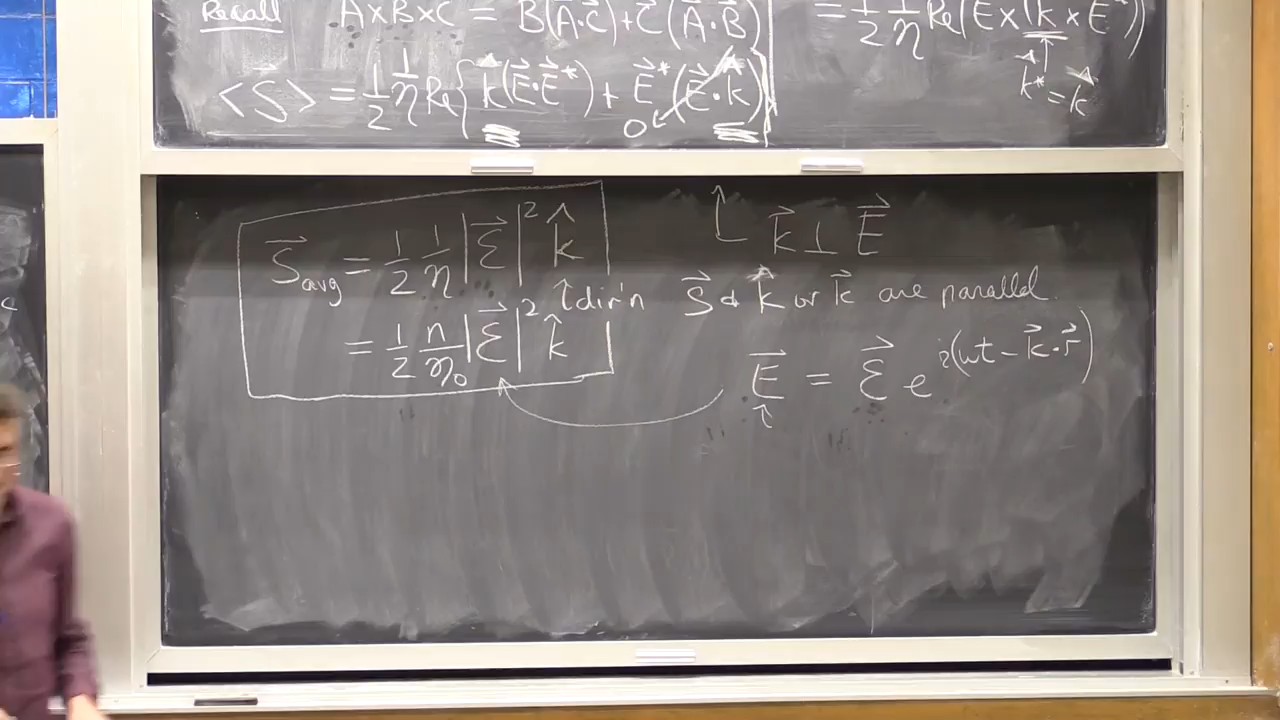 Recall A×B×C = B(A⃗·C⃗)+C⃗(A⃗·B⃗)
= 1/2 1/η Re(E×(k̂×E*))
k̂* = k̂
<S⃗> = 1/2 1/η Re{k̂(E⃗·E⃗*) + E⃗*(E⃗·k̂)}
0
S⃗avg = 1/2 1/η |ℰ⃗|² k̂
↑dir'n
= 1/2 n/η₀ |ℰ⃗|² k̂
k⃗ ⊥ E⃗
S⃗ & k̂ or k⃗ are parallel.
E⃗ = ℰ⃗ e^i(ωt − k⃗·r⃗)